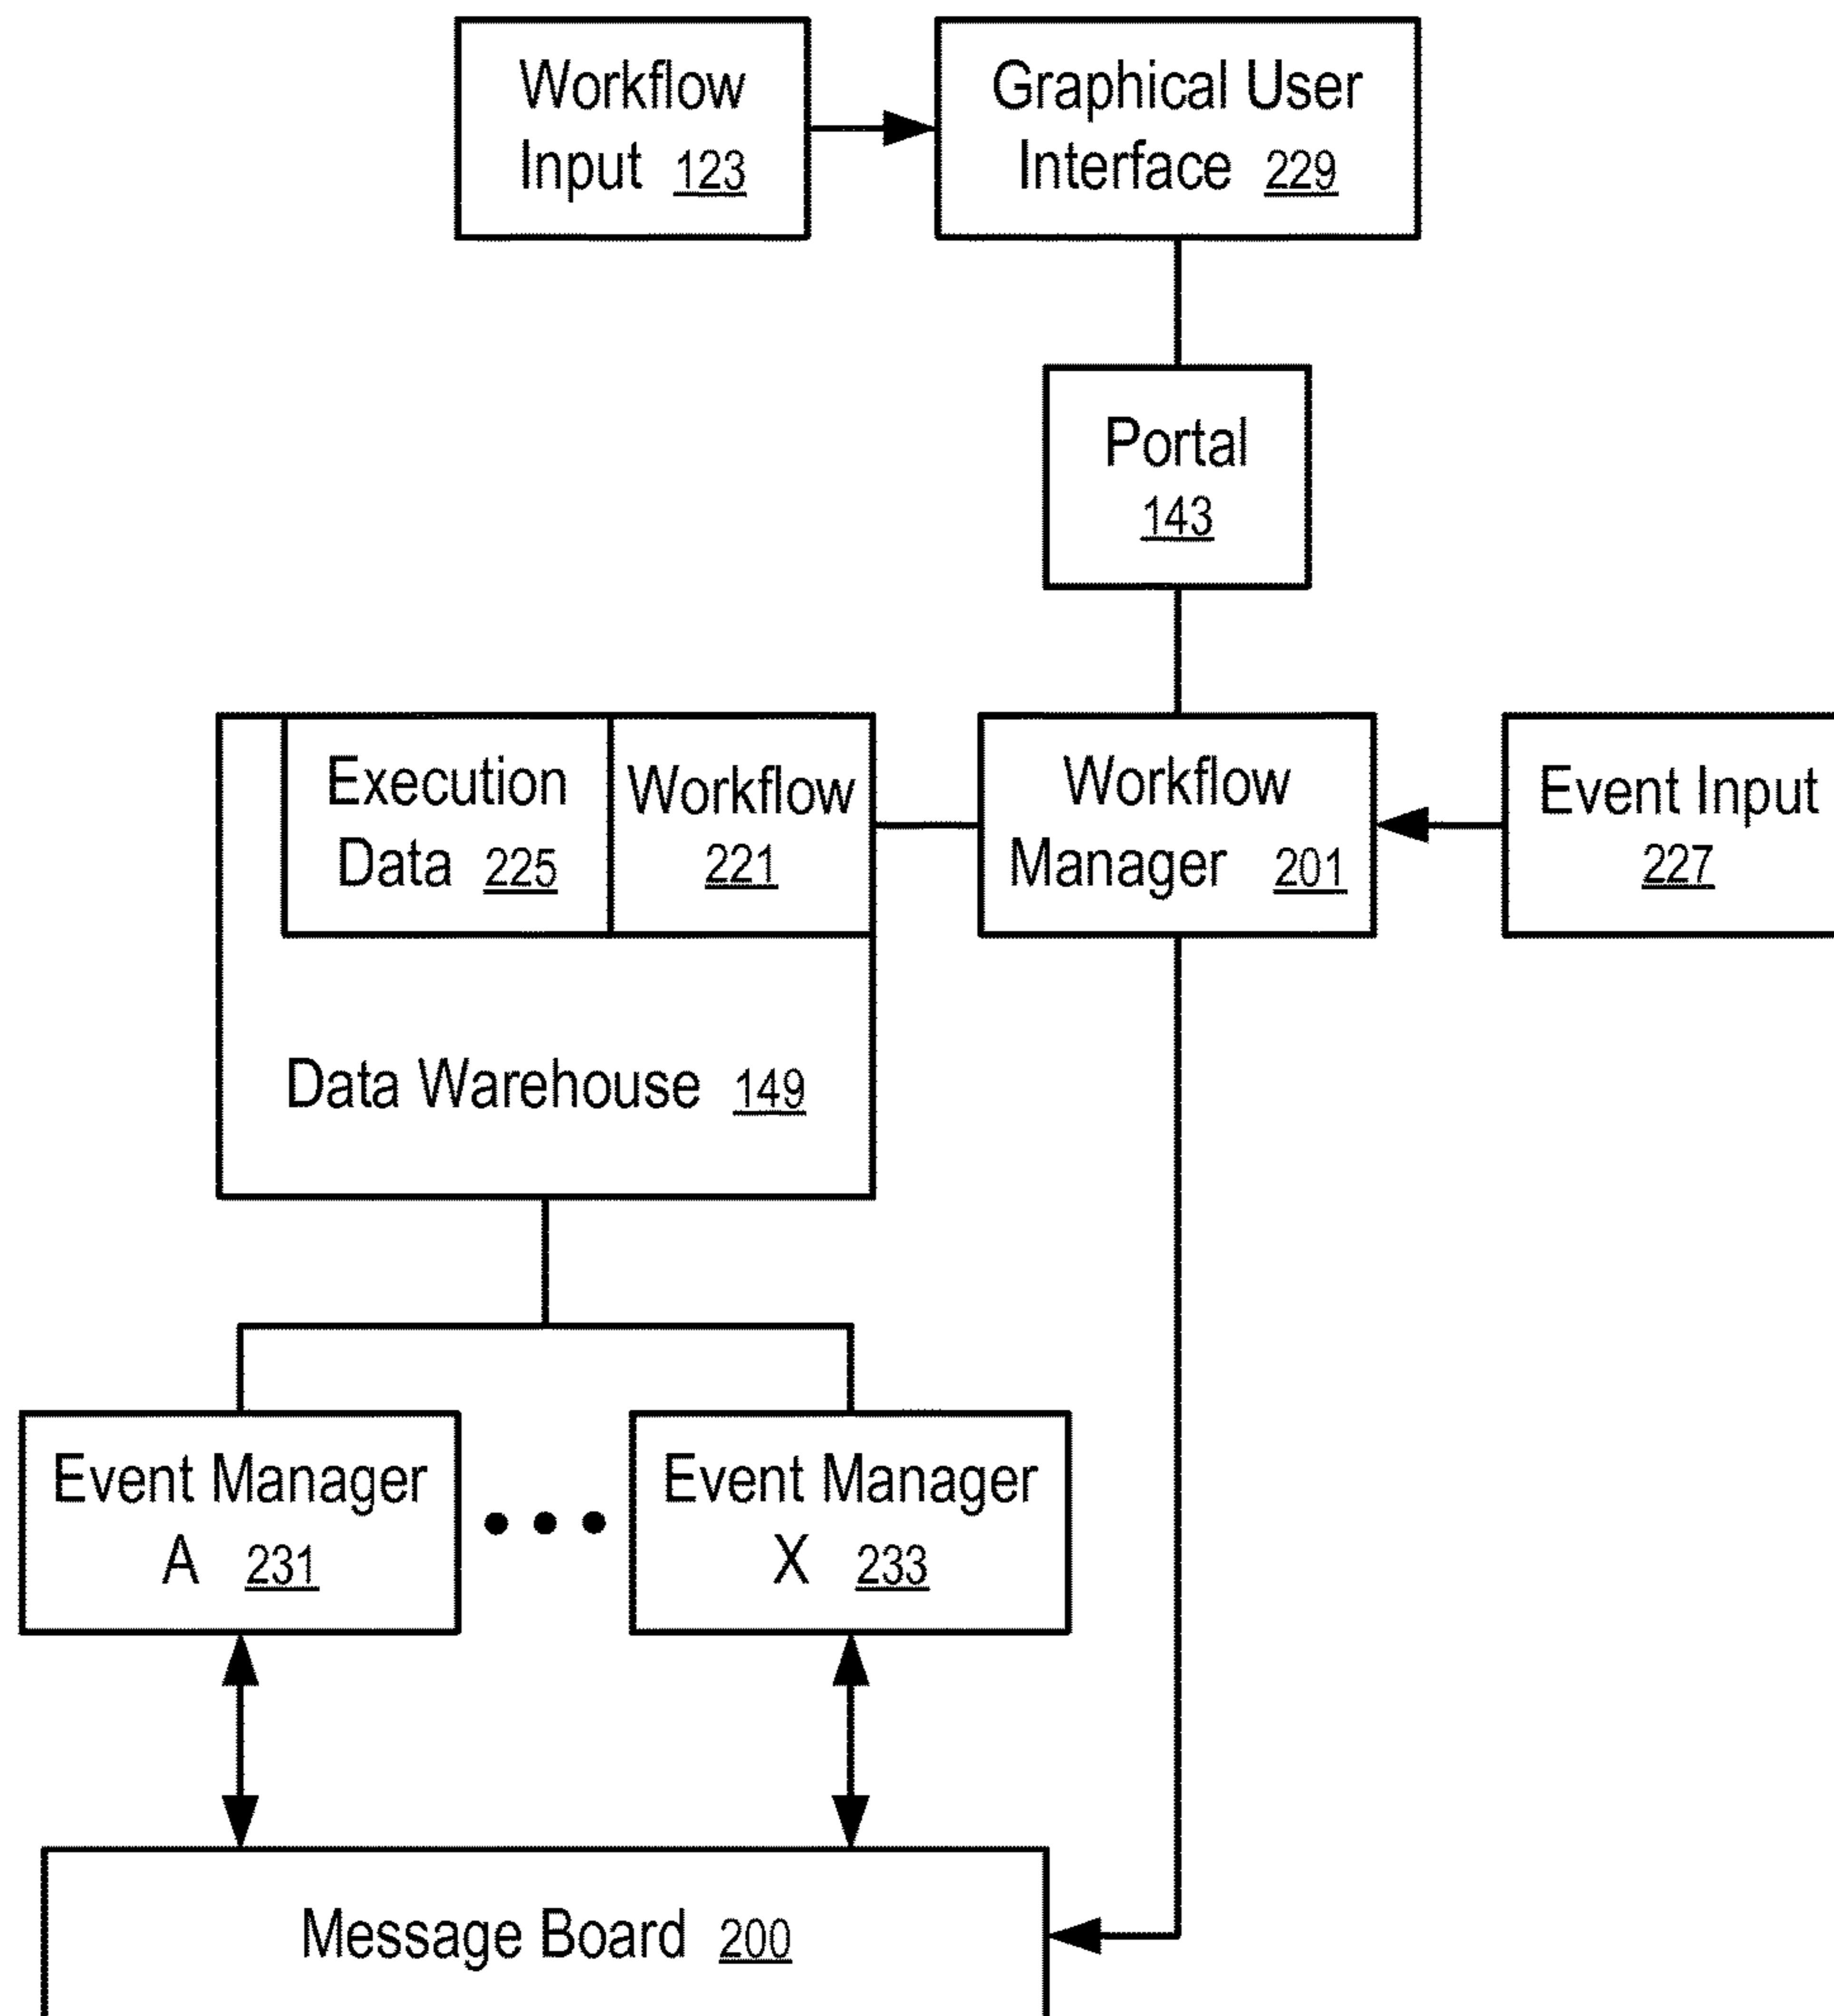 Workflow
Input 123
Graphical User
Interface 229
Portal
143
Execution
Data 225
Workflow
221
Workflow
Manager 201
Event Input
227
Data Warehouse 149
Event Manager
A 231
Event Manager
X 233
Message Board 200